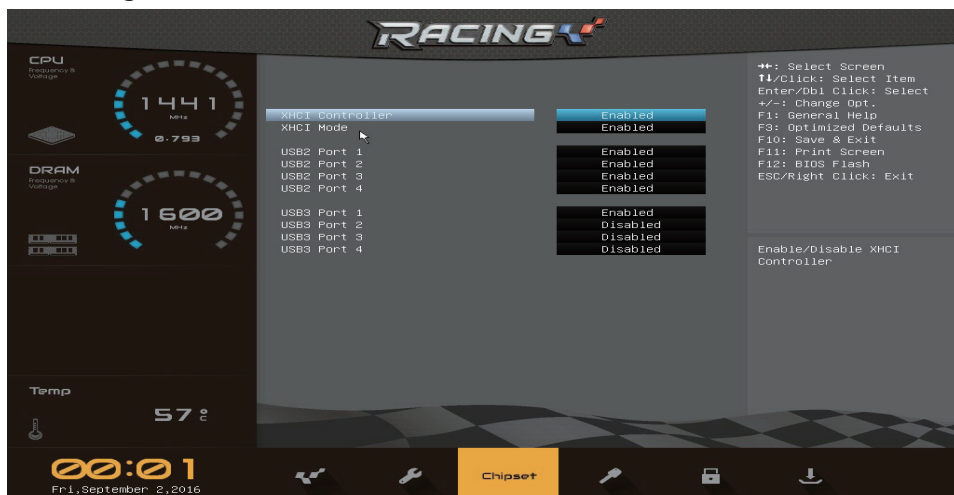 RACING
CPU
Frequency &
Voltage
1441
MHz
0.793
DRAM
Frequency &
Voltage
1600
MHz
Temp
57 °C
XHCI Controller Enabled
XHCI Mode Enabled
USB2 Port 1 Enabled
USB2 Port 2 Enabled
USB2 Port 3 Enabled
USB2 Port 4 Enabled
USB3 Port 1 Enabled
USB3 Port 2 Disabled
USB3 Port 3 Disabled
USB3 Port 4 Disabled
→←: Select Screen
↑↓/Click: Select Item
Enter/Dbl Click: Select
+/-: Change Opt.
F1: General Help
F3: Optimized Defaults
F10: Save & Exit
F11: Print Screen
F12: BIOS Flash
ESC/Right Click: Exit
Enable/Disable XHCI
Controller
00:01
Fri,September 2,2016
Chipset